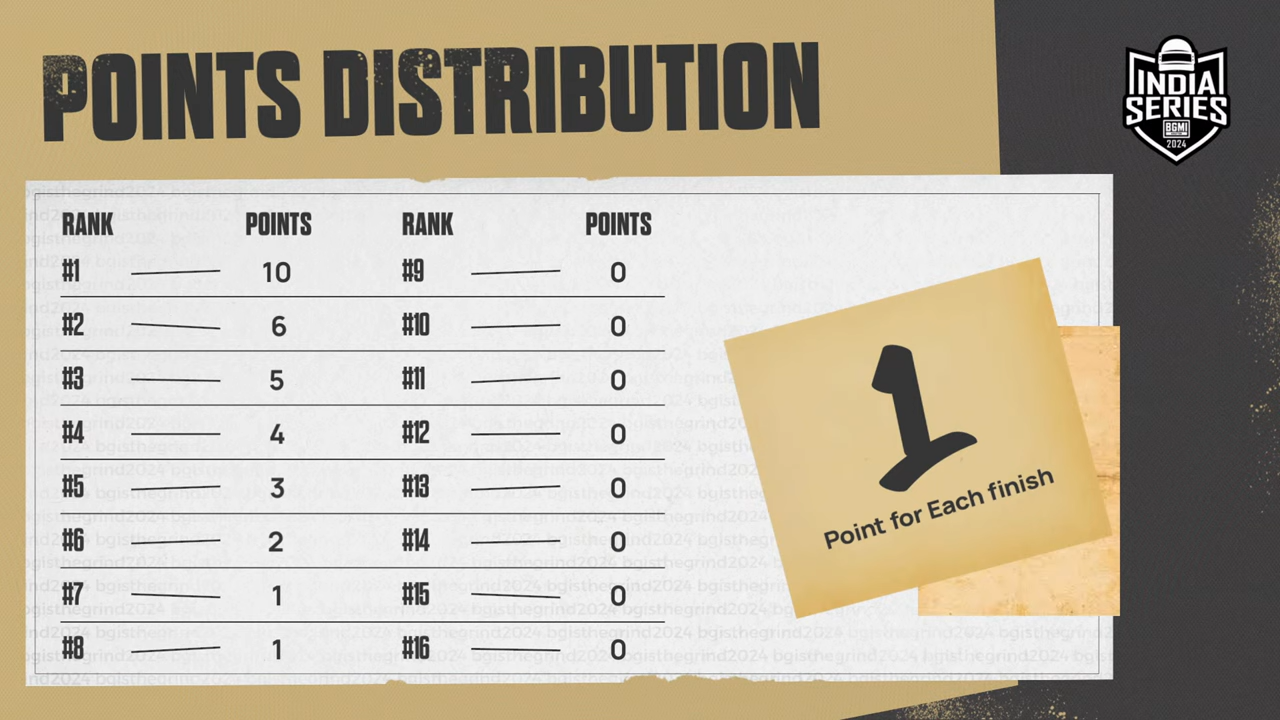 POINTS DISTRIBUTION
INDIA
SERIES
BGMI
2024
RANK POINTS RANK POINTS
#1 10 #9 0
#2 6 #10 0
#3 5 #11 0
#4 4 #12 0
#5 3 #13 0
#6 2 #14 0
#7 1 #15 0
#8 1 #16 0
1
Point for Each finish
bgisthegrind2024